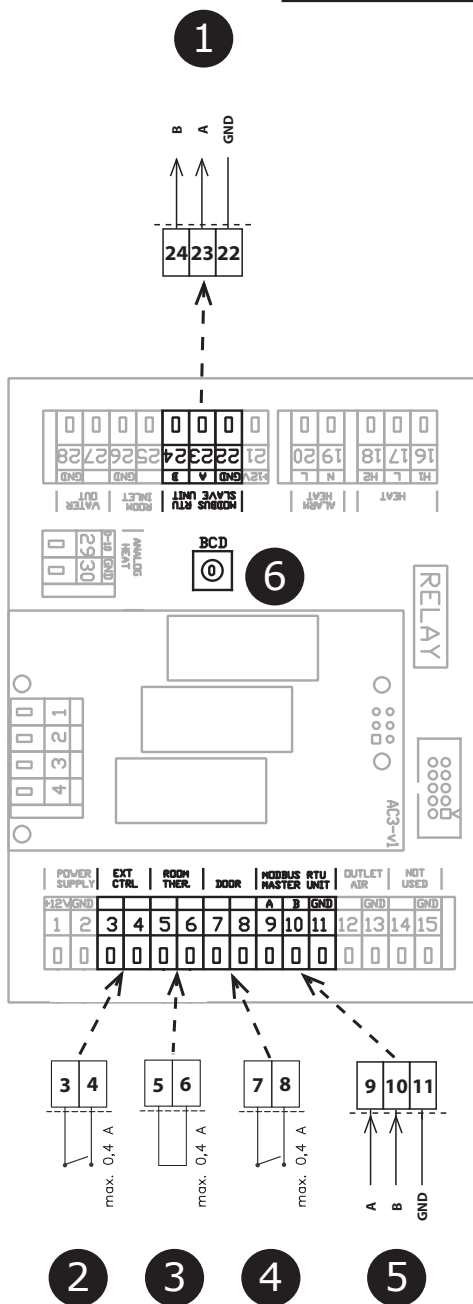 1
B A GND
24 23 22
28 27 26 25 24 23 22 21 20 19 18 17 16
GND GND B A GND +12V L N H2 L H1
WATER OUT
ROOM INLET
MODBUS RTU SLAVE UNIT
ALARM HEAT
HEAT
29 0-10
30 GND
ANALOG HEAT
BCD
0
6
RELAY
1
2
3
4
AC3-v1
POWER SUPPLY
EXT CTRL
ROOM THER.
DOOR
MODBUS RTU MASTER UNIT
OUTLET AIR
NOT USED
+12V GND A B GND GND GND
1 2 3 4 5 6 7 8 9 10 11 12 13 14 15
3 4
5 6
7 8
9 10 11
max. 0,4 A
max. 0,4 A
max. 0,4 A
A B GND
2 3 4 5